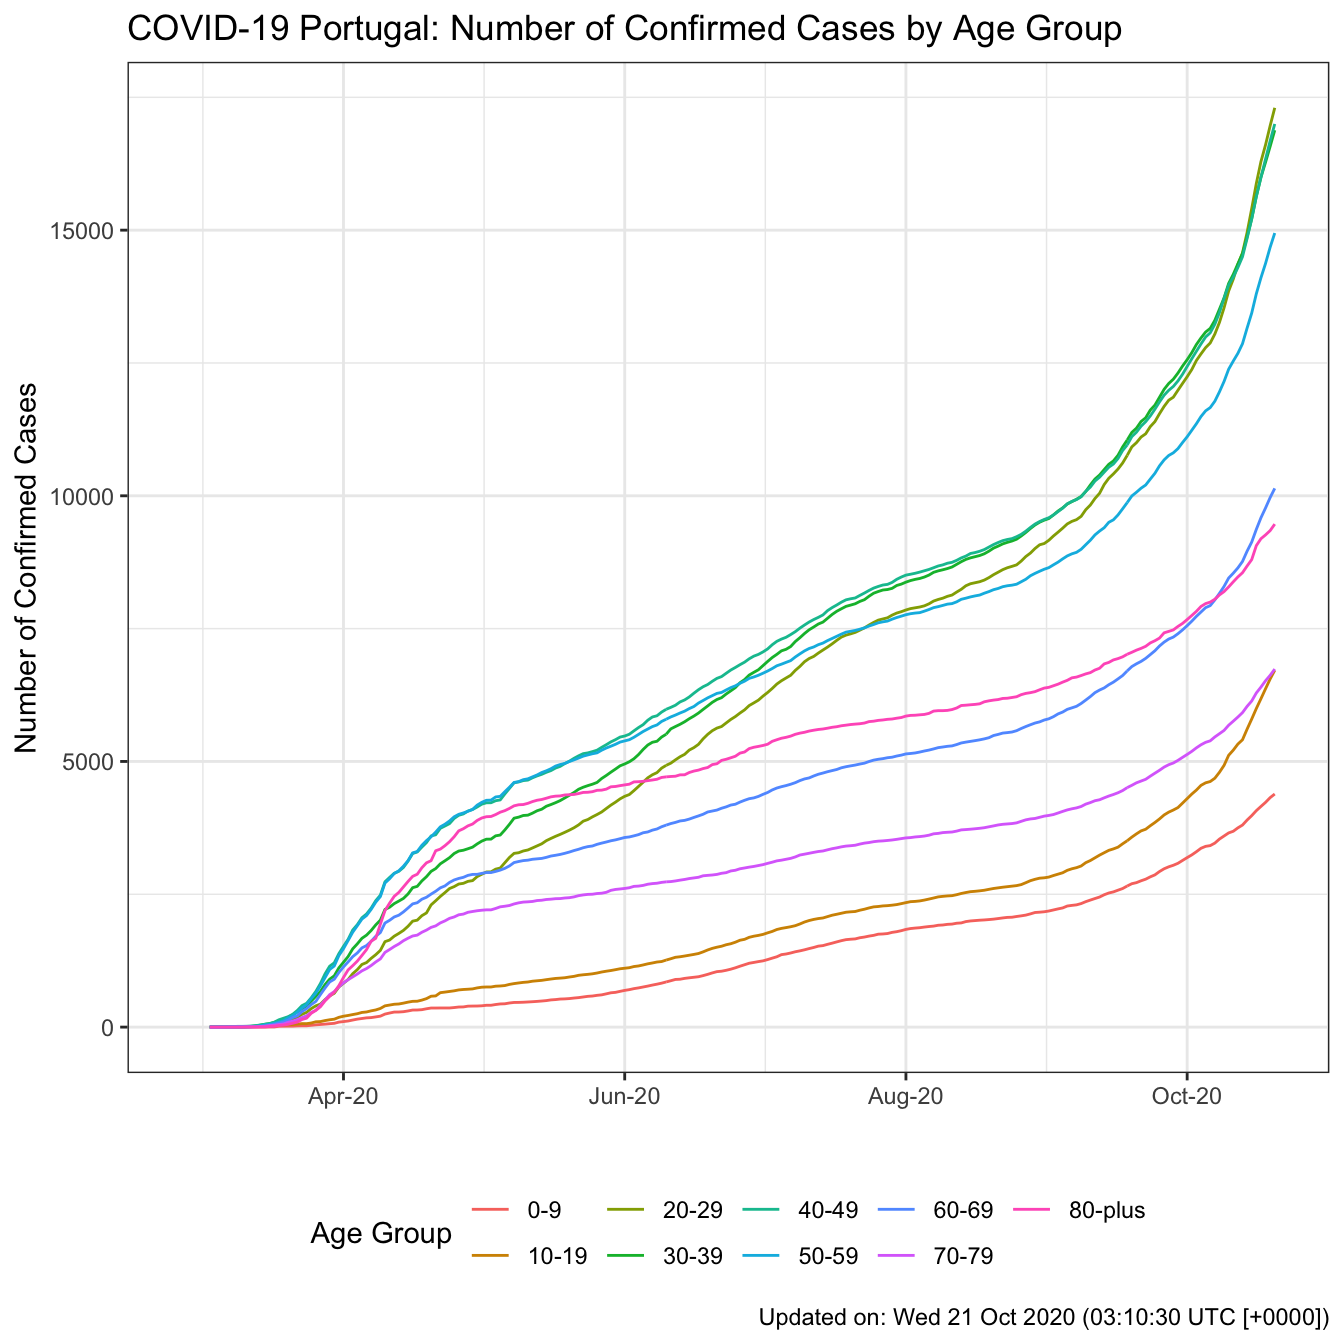 COVID-19 Portugal: Number of Confirmed Cases by Age Group
Number of Confirmed Cases
15000
10000
5000
0
Apr-20 Jun-20 Aug-20 Oct-20
Age Group
0-9 20-29 40-49 60-69 80-plus
10-19 30-39 50-59 70-79
Updated on: Wed 21 Oct 2020 (03:10:30 UTC [+0000])